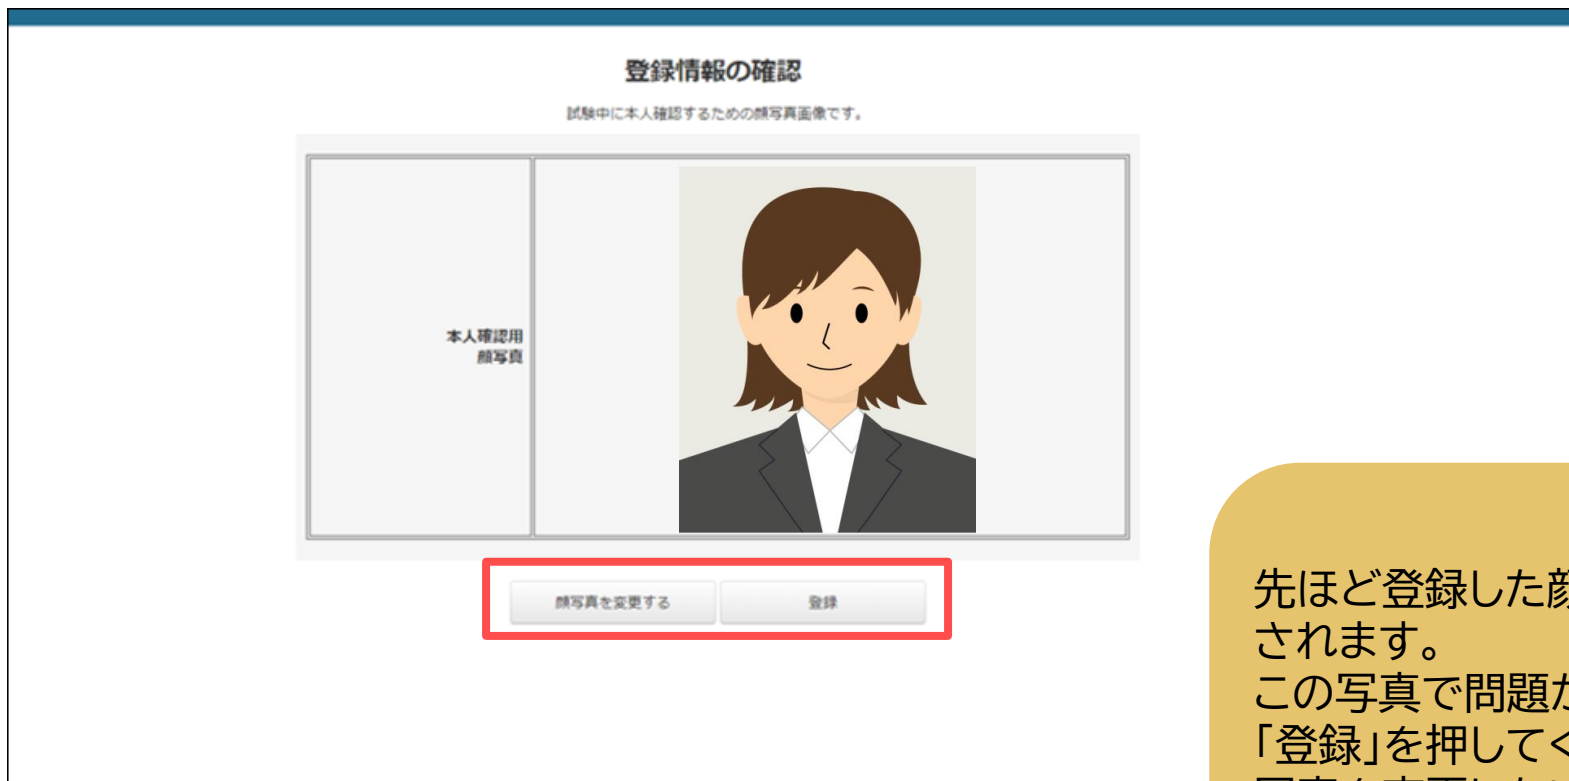 登録情報の確認
試験中に本人確認するための顔写真画像です。
本人確認用
顔写真
顔写真を変更する
登録
先ほど登録した顔
されます。
この写真で問題が
「登録」を押してく